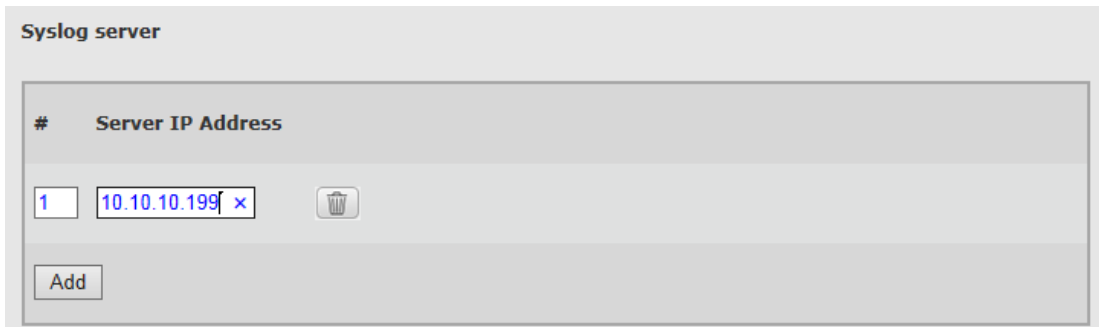 Syslog server
# Server IP Address
1 10.10.10.199 ×
Add